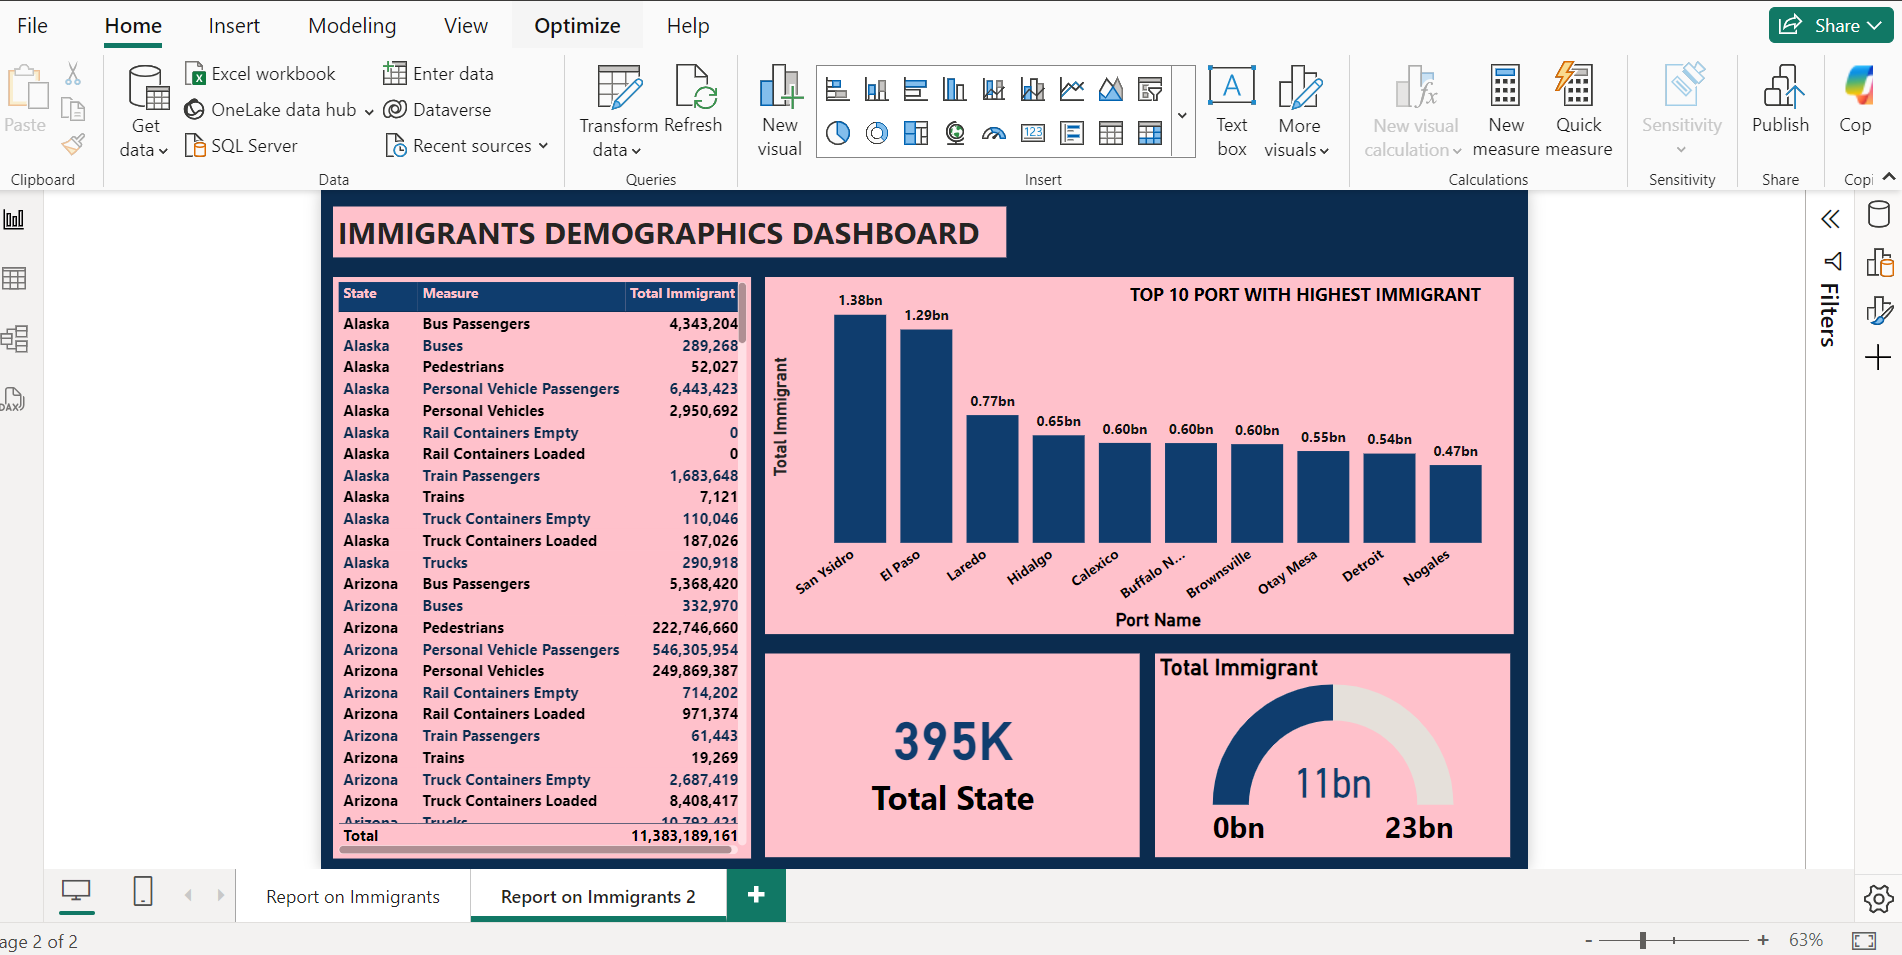 File Home Insert Modeling View Optimize Help Share
Paste
Clipboard
Get data
Excel workbook
OneLake data hub
SQL Server
Enter data
Dataverse
Recent sources
Data
Transform data
Refresh
Queries
New visual
123
A
Text box
More visuals
Insert
New visual calculation
fx
New measure
Quick measure
Calculations
Sensitivity
Sensitivity
Publish
Share
Cop
Copi
DAX
IMMIGRANTS DEMOGRAPHICS DASHBOARD
State Measure Total Immigrant
Alaska Bus Passengers 4,343,204
Alaska Buses 289,268
Alaska Pedestrians 52,027
Alaska Personal Vehicle Passengers 6,443,423
Alaska Personal Vehicles 2,950,692
Alaska Rail Containers Empty 0
Alaska Rail Containers Loaded 0
Alaska Train Passengers 1,683,648
Alaska Trains 7,121
Alaska Truck Containers Empty 110,046
Alaska Truck Containers Loaded 187,026
Alaska Trucks 290,918
Arizona Bus Passengers 5,368,420
Arizona Buses 332,970
Arizona Pedestrians 222,746,660
Arizona Personal Vehicle Passengers 546,305,954
Arizona Personal Vehicles 249,869,387
Arizona Rail Containers Empty 714,202
Arizona Rail Containers Loaded 971,374
Arizona Train Passengers 61,443
Arizona Trains 19,269
Arizona Truck Containers Empty 2,687,419
Arizona Truck Containers Loaded 8,408,417
Arizona Trucks 10,792,421
Total 11,383,189,161
TOP 10 PORT WITH HIGHEST IMMIGRANT
Total Immigrant
1.38bn
1.29bn
0.77bn
0.65bn
0.60bn
0.60bn
0.60bn
0.55bn
0.54bn
0.47bn
San Ysidro
El Paso
Laredo
Hidalgo
Calexico
Buffalo N...
Brownsville
Otay Mesa
Detroit
Nogales
Port Name
395K
Total State
Total Immigrant
11bn
0bn 23bn
Filters
Report on Immigrants
Report on Immigrants 2
+
age 2 of 2
- + 63%